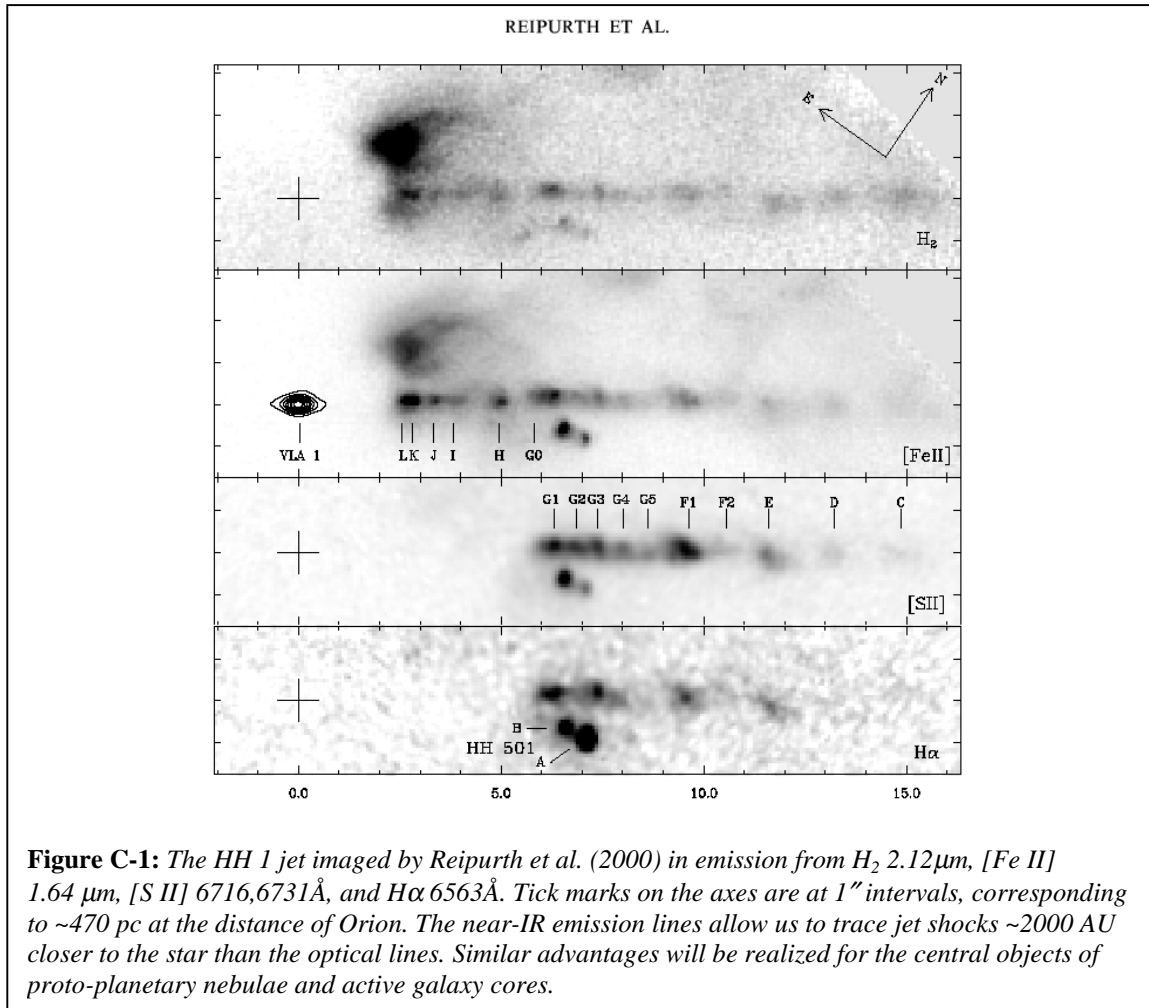 REIPURTH ET AL.
N
E
H₂
VLA 1 L K J I H G0 [FeII]
G1 G2 G3 G4 G5 F1 F2 E D C
[SII]
B
HH 501
A
Hα
0.0 5.0 10.0 15.0
Figure C-1: The HH 1 jet imaged by Reipurth et al. (2000) in emission from H₂ 2.12μm, [Fe II]
1.64 μm, [S II] 6716,6731Å, and Hα 6563Å. Tick marks on the axes are at 1″ intervals, corresponding
to ~470 pc at the distance of Orion. The near-IR emission lines allow us to trace jet shocks ~2000 AU
closer to the star than the optical lines. Similar advantages will be realized for the central objects of
proto-planetary nebulae and active galaxy cores.